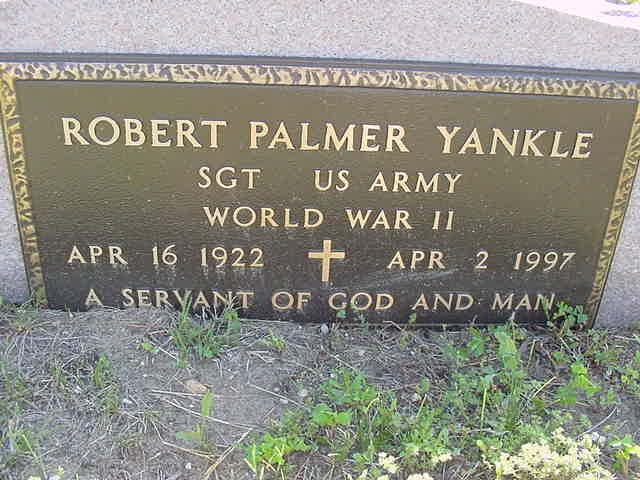 ROBERT PALMER YANKLE
SGT US ARMY
WORLD WAR II
APR 16 1922 APR 2 1997
A SERVANT OF GOD AND MAN